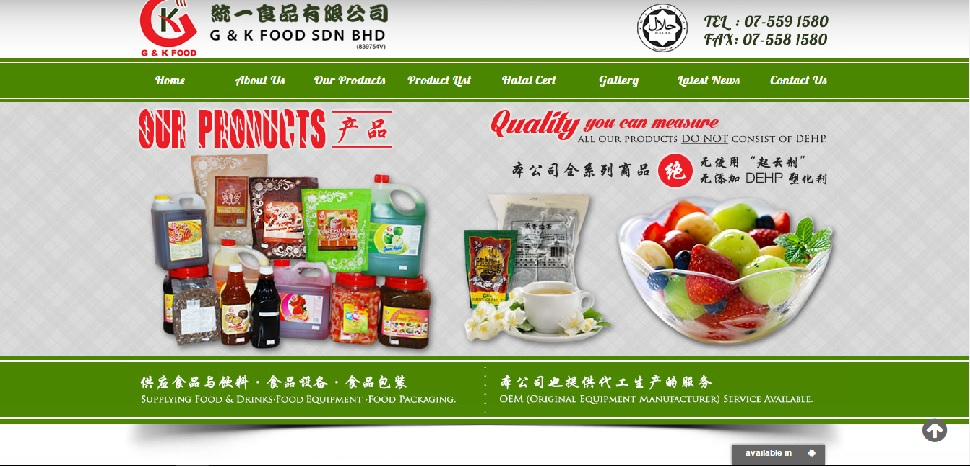 統一食品有限公司
G & K FOOD SDN BHD
(839754V)
G & K FOOD
TEL : 07-559 1580
FAX: 07-558 1580
Home About Us Our Products Product List Halal Cert Gallery Latest News Contact Us
OUR PRODUCTS 产品
Quality you can measure
ALL OUR PRODUCTS DO NOT CONSIST OF DEHP.
本公司全系列商品 绝 无使用 “起云剂”
无添加 DEHP 塑化剂
供应食品与饮料·食品设备·食品包装
SUPPLYING FOOD & DRINKS·FOOD EQUIPMENT ·FOOD PACKAGING.
本公司也提供代工生产的服务
OEM (ORIGINAL EQUIPMENT MANUFACTURER) SERVICE AVAILABLE.
available in